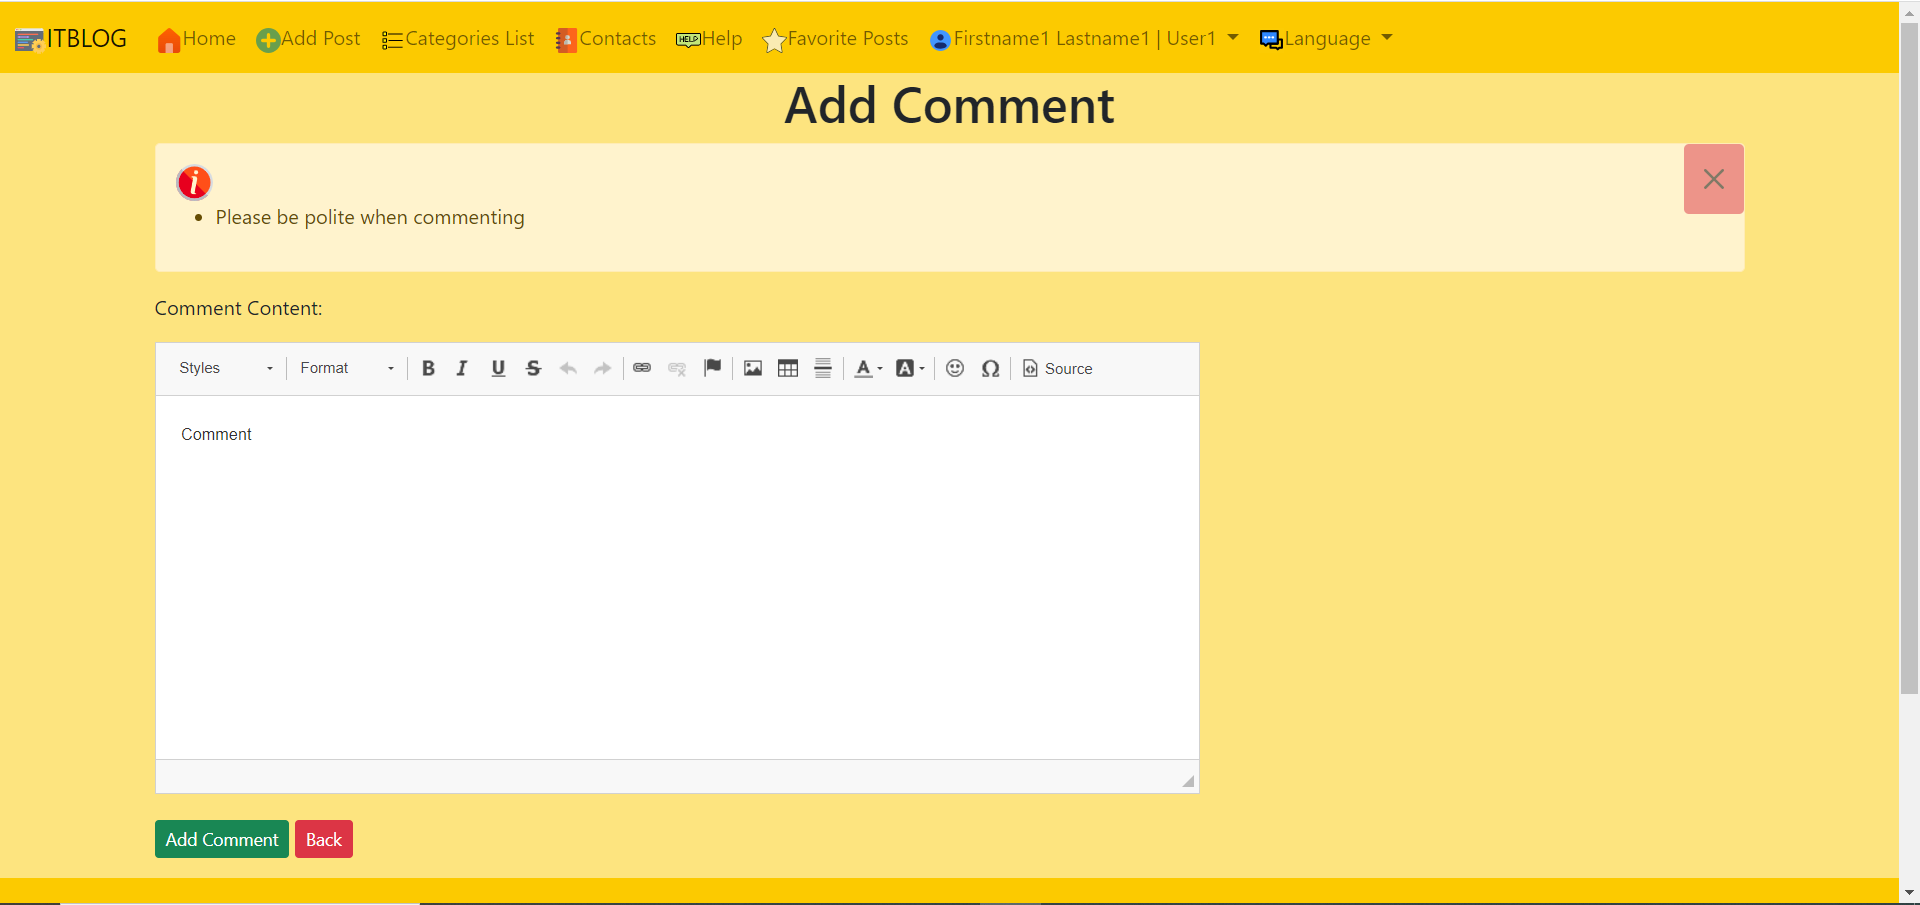 ITBLOG Home Add Post Categories List Contacts HELP Help Favorite Posts Firstname1 Lastname1 | User1 Language
Add Comment
i
Please be polite when commenting
Comment Content:
Styles Format B I U S A A Ω Source
Comment
Add Comment Back